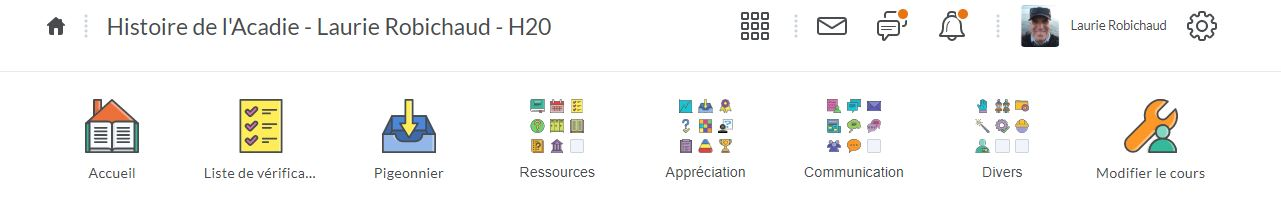 Histoire de l'Acadie - Laurie Robichaud - H20
Laurie Robichaud
Accueil
Liste de vérifica...
Pigeonnier
Ressources
Appréciation
Communication
Divers
Modifier le cours